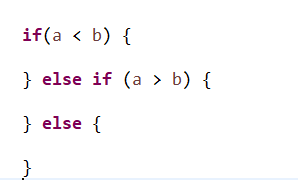 if(a < b) {
} else if (a > b) {
} else {
}